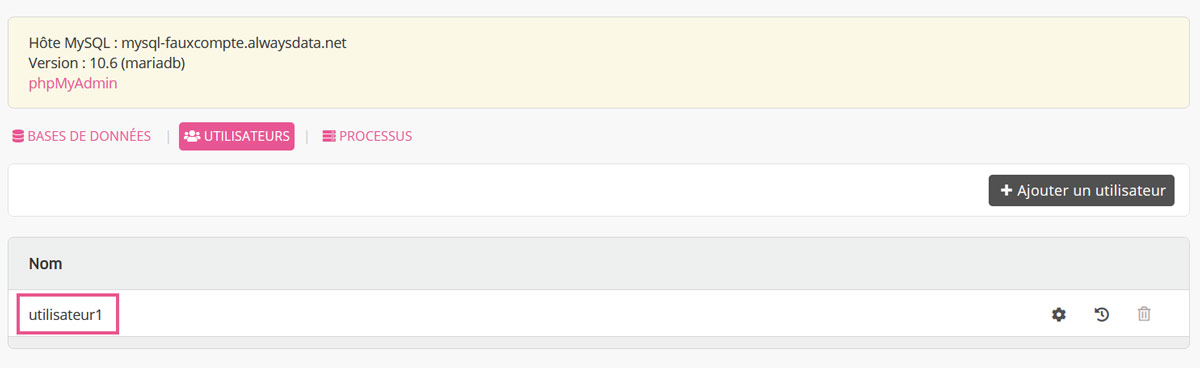 Hôte MySQL : mysql-fauxcompte.alwaysdata.net
Version : 10.6 (mariadb)
phpMyAdmin
BASES DE DONNÉES | UTILISATEURS | PROCESSUS
Ajouter un utilisateur
Nom
utilisateur1